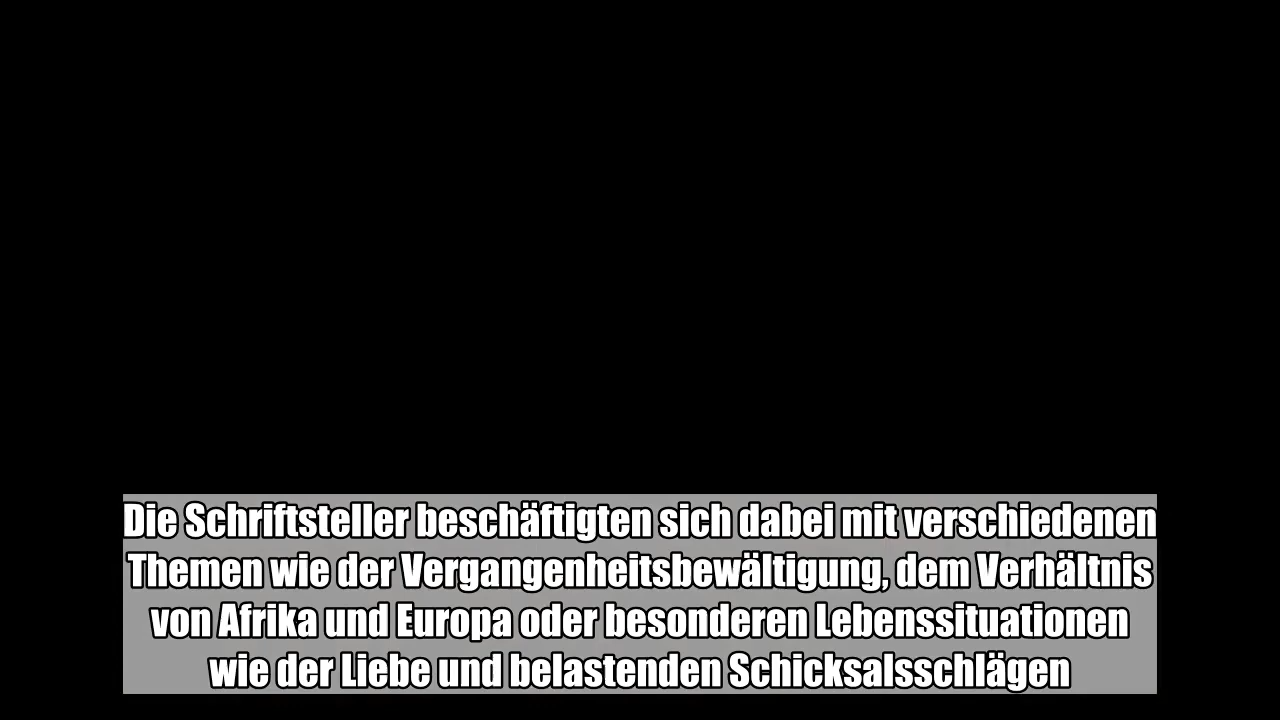 Die Schriftsteller beschäftigten sich dabei mit verschiedenen
Themen wie der Vergangenheitsbewältigung, dem Verhältnis
von Afrika und Europa oder besonderen Lebenssituationen
wie der Liebe und belastenden Schicksalsschlägen